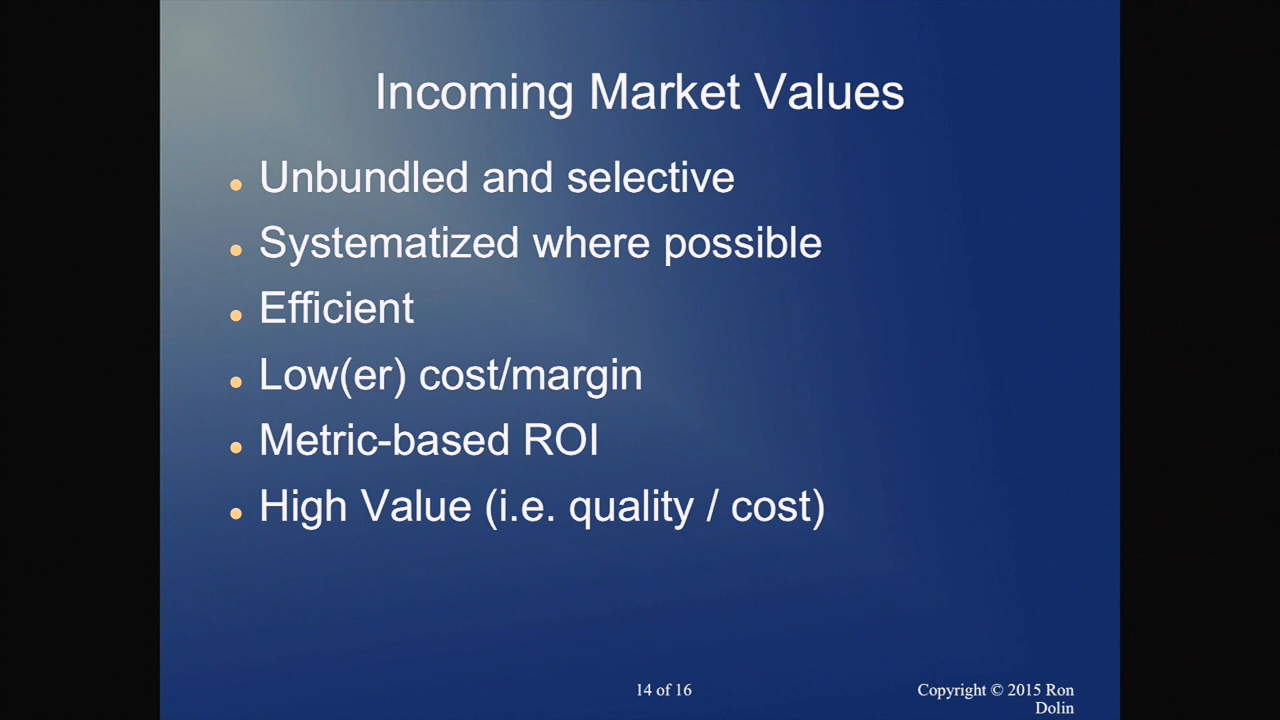 Incoming Market Values
Unbundled and selective
Systematized where possible
Efficient
Low(er) cost/margin
Metric-based ROI
High Value (i.e. quality / cost)
14 of 16
Copyright © 2015 Ron
Dolin